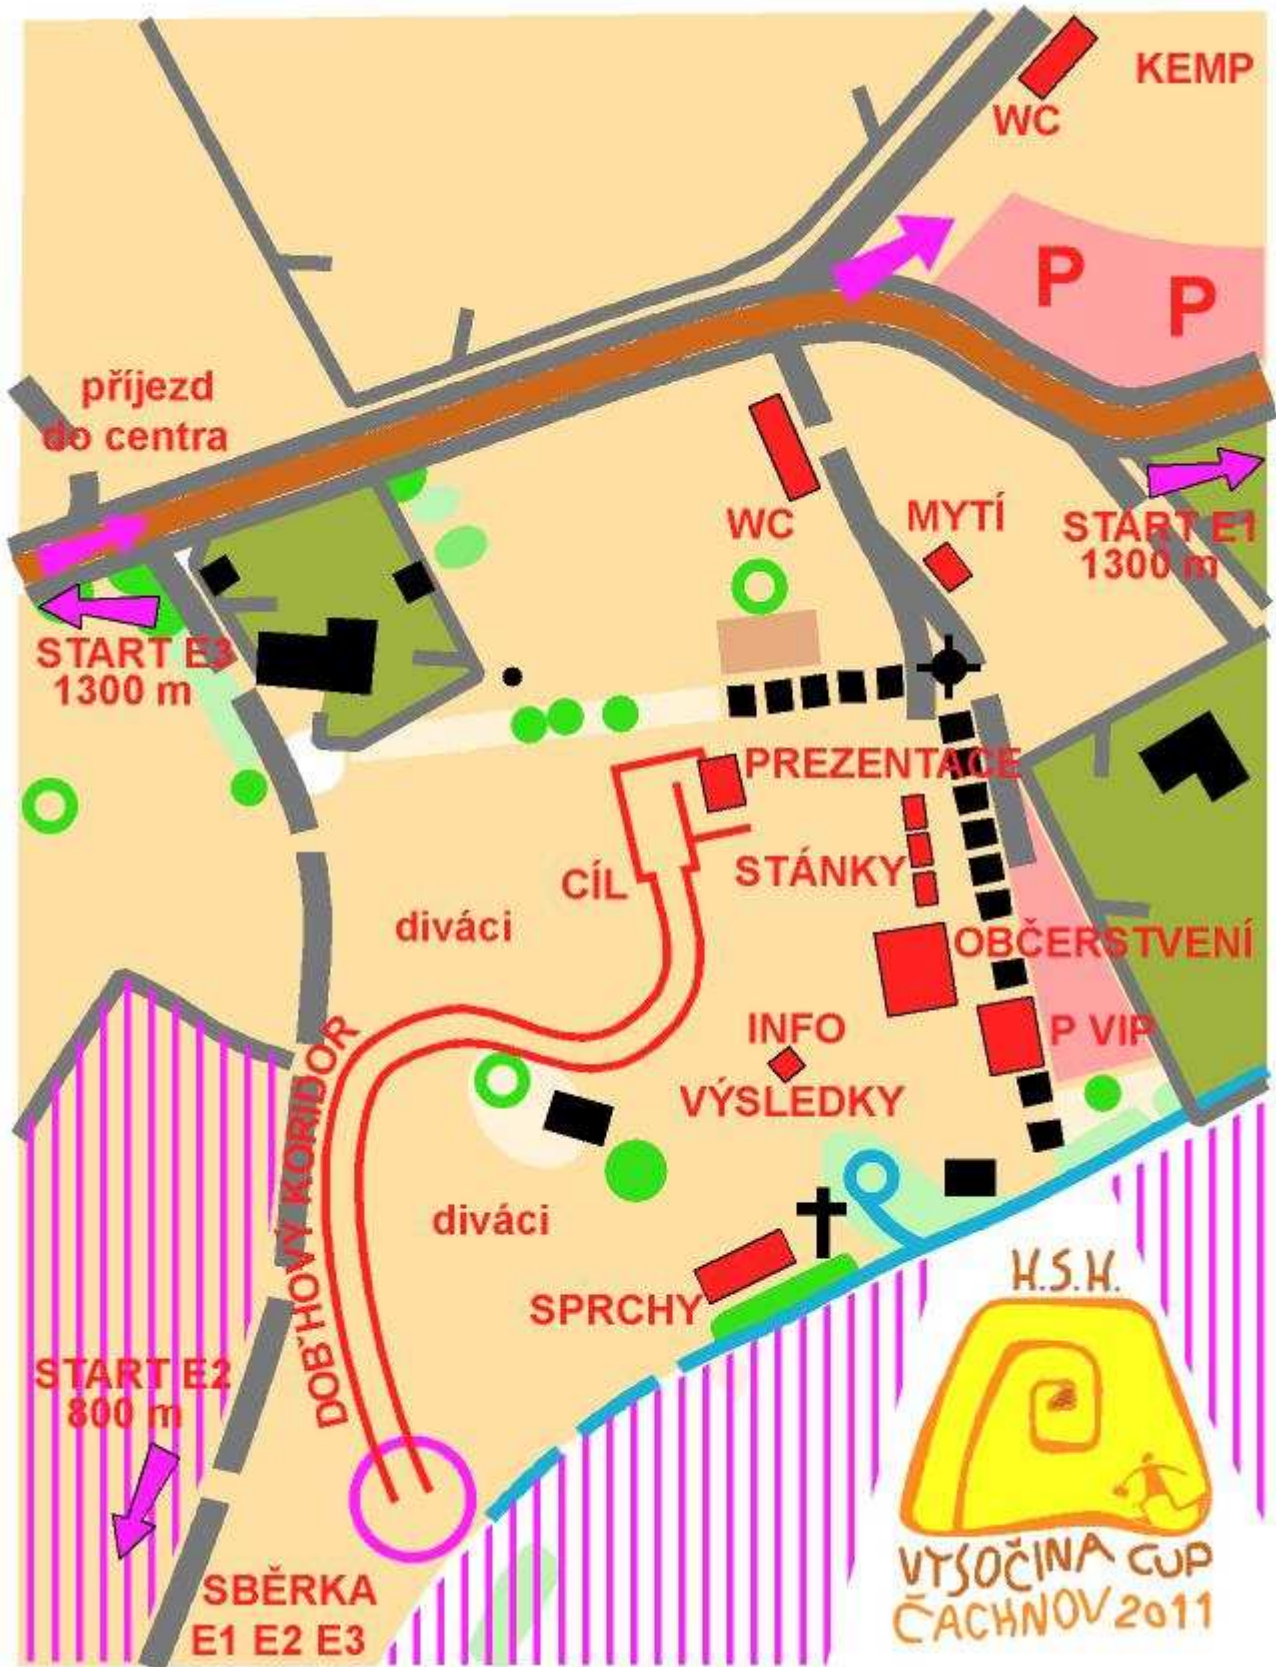 KEMP
WC
P
P
příjezd
do centra
WC
MYTÍ
START E1
1300 m
START E3
1300 m
PREZENTACE
STÁNKY
CÍL
diváci
OBČERSTVENÍ
INFO
P VIP
VÝSLEDKY
DOBĚHOVÝ KORIDOR
diváci
SPRCHY
H.S.H.
START E2
800 m
VYSOČINA CUP
ČACHNOV 2011
SBĚRKA
E1 E2 E3